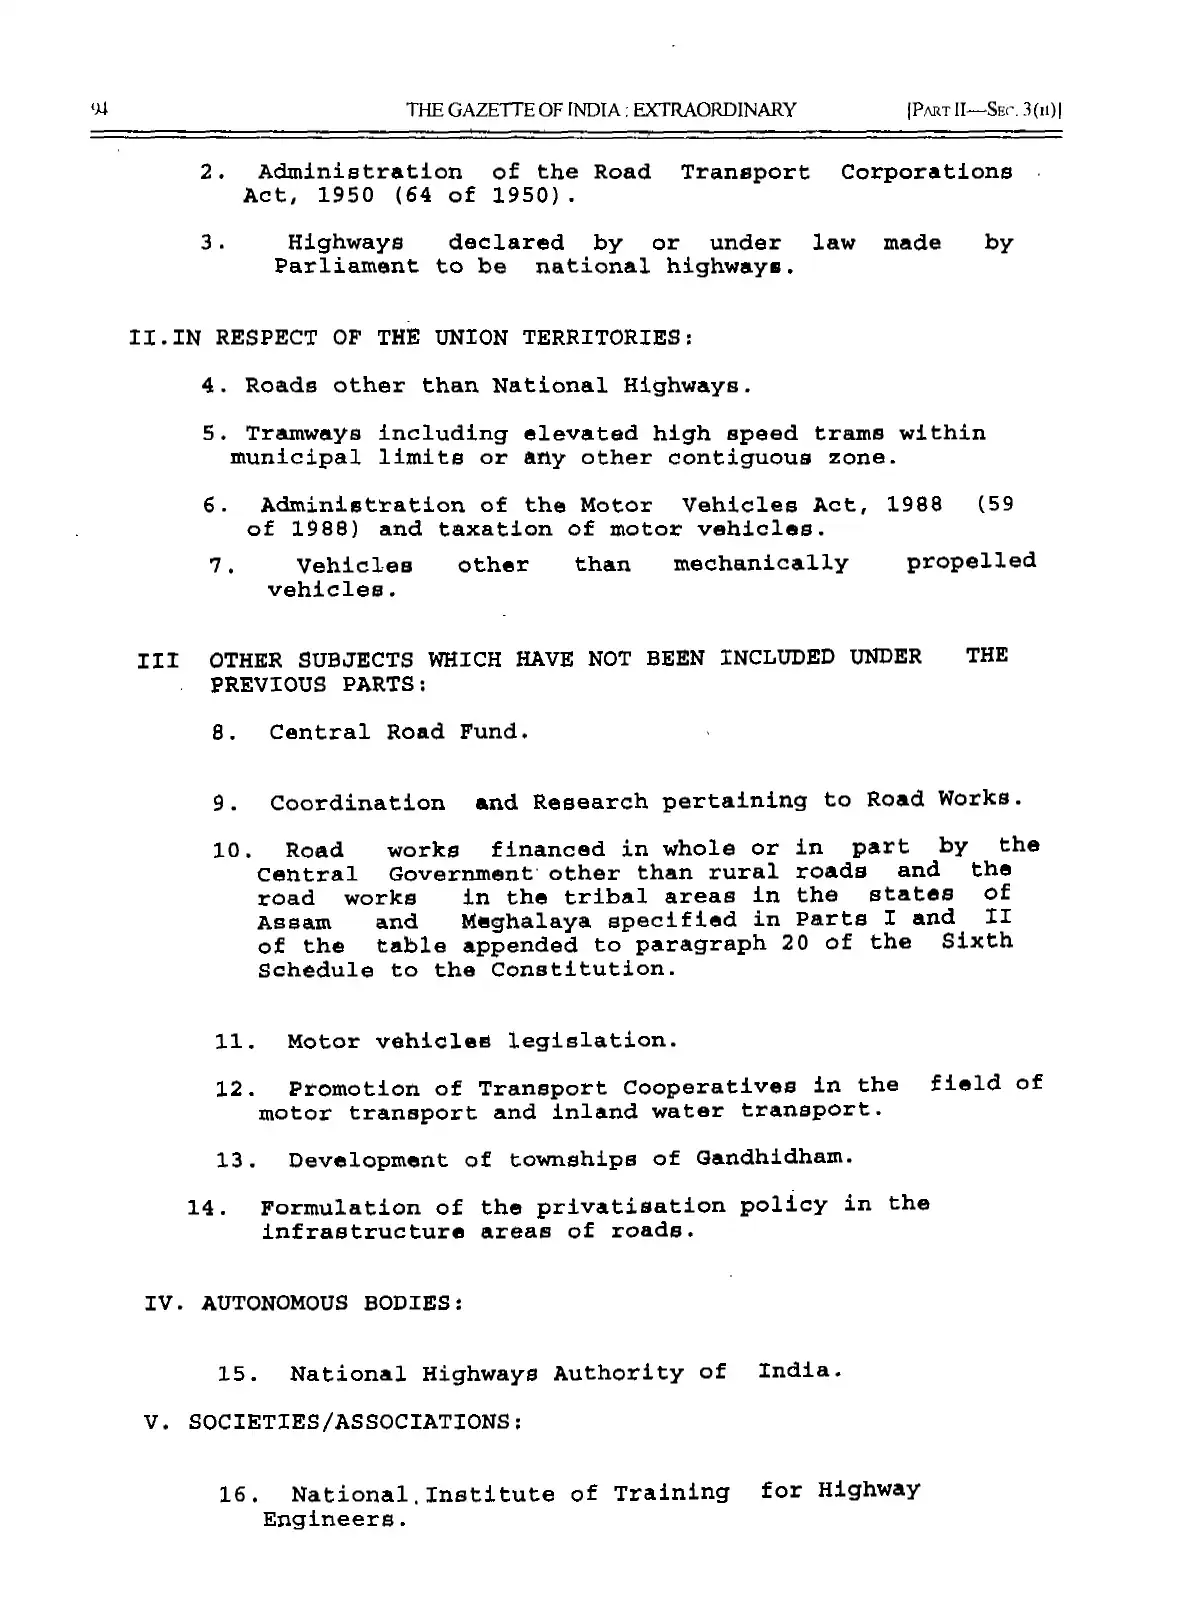 94 THE GAZETTE OF INDIA : EXTRAORDINARY [PART II—SEC. 3(ii)]
2. Administration of the Road Transport Corporations
Act, 1950 (64 of 1950).
3. Highways declared by or under law made by
Parliament to be national highways.
II.IN RESPECT OF THE UNION TERRITORIES:
4. Roads other than National Highways.
5. Tramways including elevated high speed trams within
municipal limits or any other contiguous zone.
6. Administration of the Motor Vehicles Act, 1988 (59
of 1988) and taxation of motor vehicles.
7. Vehicles other than mechanically propelled
vehicles.
III OTHER SUBJECTS WHICH HAVE NOT BEEN INCLUDED UNDER THE
PREVIOUS PARTS:
8. Central Road Fund.
9. Coordination and Research pertaining to Road Works.
10. Road works financed in whole or in part by the
Central Government other than rural roads and the
road works in the tribal areas in the states of
Assam and Meghalaya specified in Parts I and II
of the table appended to paragraph 20 of the Sixth
Schedule to the Constitution.
11. Motor vehicles legislation.
12. Promotion of Transport Cooperatives in the field of
motor transport and inland water transport.
13. Development of townships of Gandhidham.
14. Formulation of the privatisation policy in the
infrastructure areas of roads.
IV. AUTONOMOUS BODIES:
15. National Highways Authority of India.
V. SOCIETIES/ASSOCIATIONS:
16. National Institute of Training for Highway
Engineers.